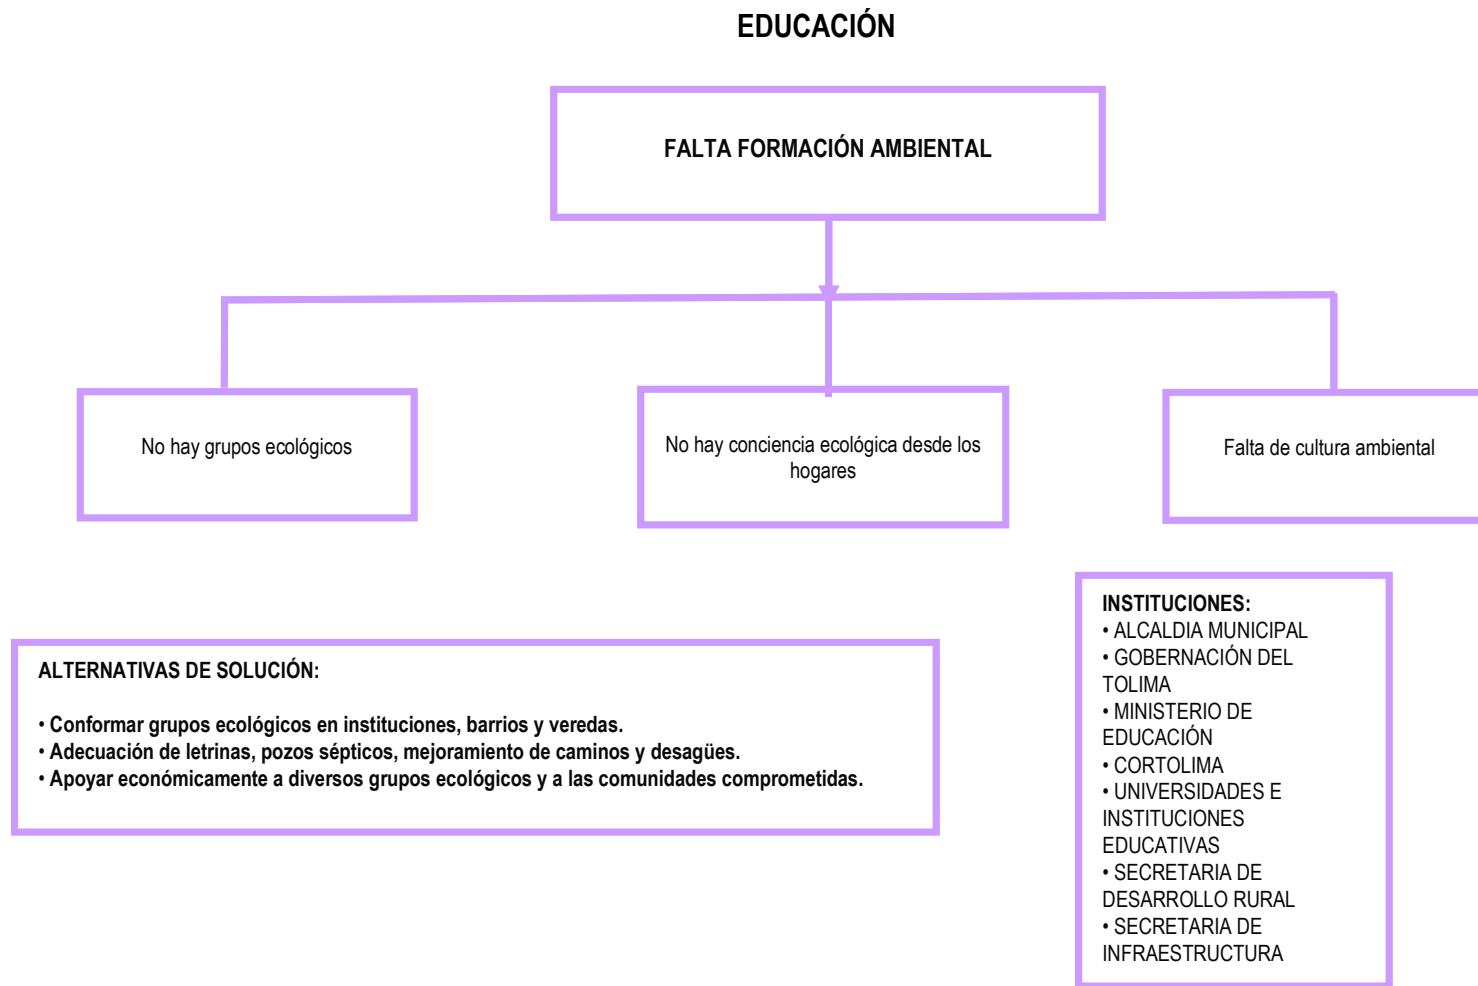 EDUCACIÓN
FALTA FORMACIÓN AMBIENTAL
No hay grupos ecológicos
No hay conciencia ecológica desde los
hogares
Falta de cultura ambiental
ALTERNATIVAS DE SOLUCIÓN:
• Conformar grupos ecológicos en instituciones, barrios y veredas.
• Adecuación de letrinas, pozos sépticos, mejoramiento de caminos y desagües.
• Apoyar económicamente a diversos grupos ecológicos y a las comunidades comprometidas.
INSTITUCIONES:
• ALCALDIA MUNICIPAL
• GOBERNACIÓN DEL
TOLIMA
• MINISTERIO DE
EDUCACIÓN
• CORTOLIMA
• UNIVERSIDADES E
INSTITUCIONES
EDUCATIVAS
• SECRETARIA DE
DESARROLLO RURAL
• SECRETARIA DE
INFRAESTRUCTURA